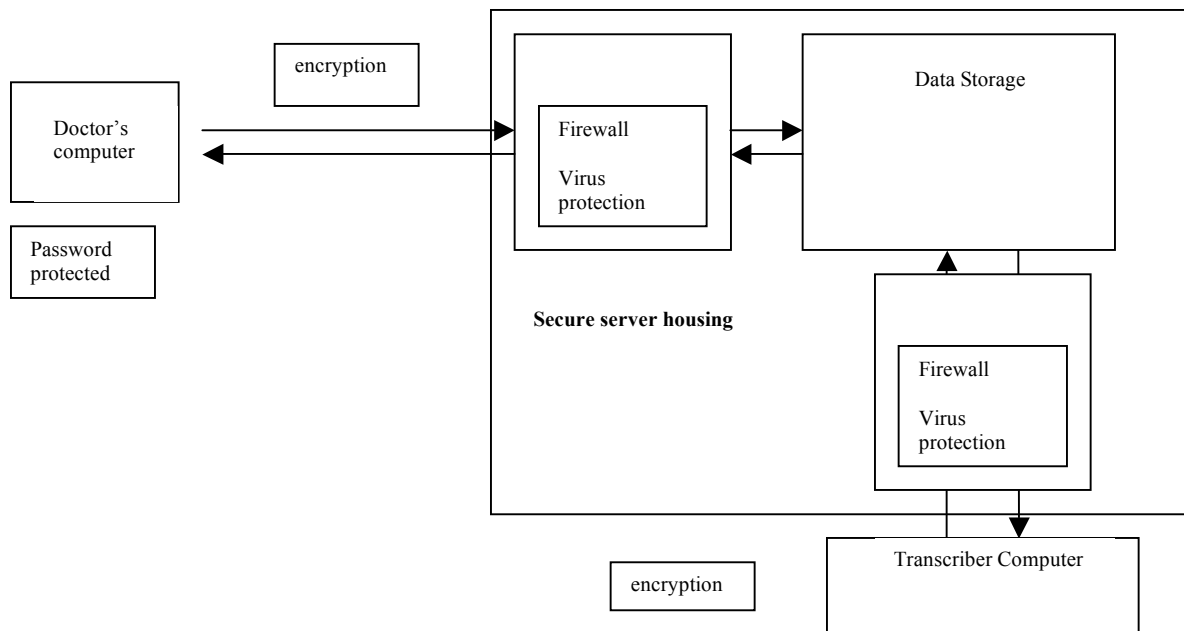 encryption
Data Storage
Doctor's
computer
Firewall
Virus
protection
Password
protected
Secure server housing
Firewall
Virus
protection
Transcriber Computer
encryption